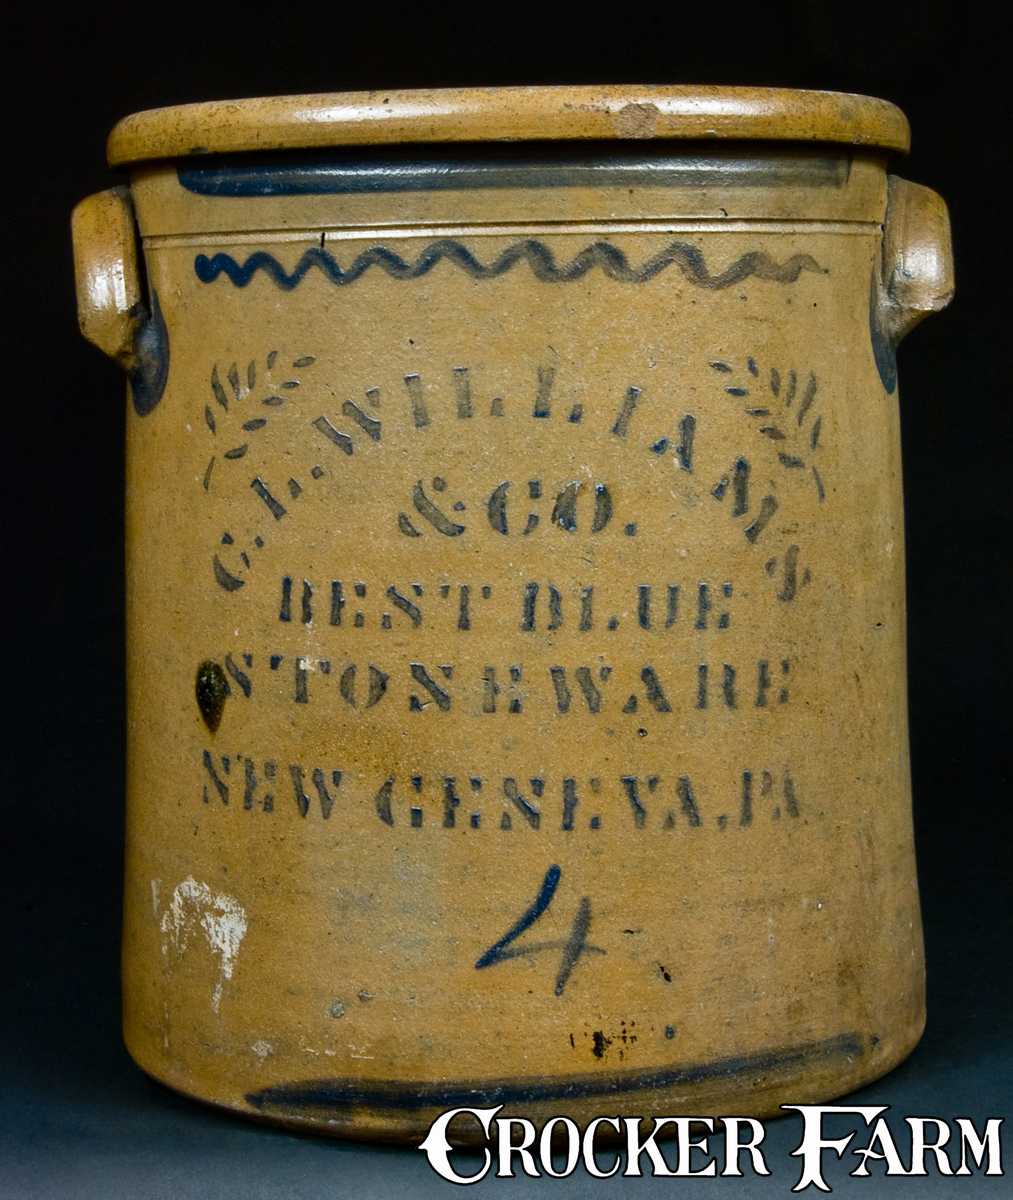 C.L.WILLIAMS
&CO.
BEST BLUE
STONEWARE
NEW GENEVA, PA
4
CROCKER FARM